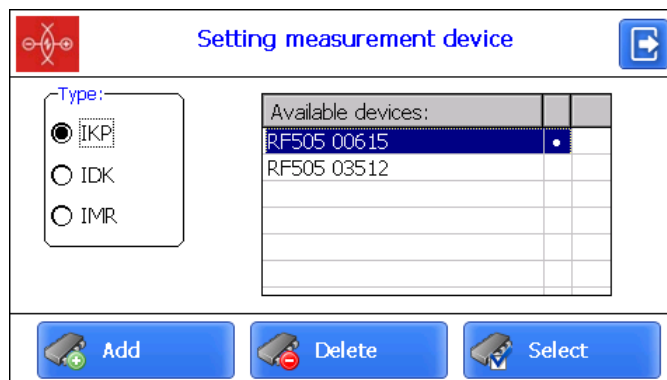 Setting measurement device
Type:
IKP
IDK
IMR
Available devices:
RF505 00615
RF505 03512
Add
Delete
Select